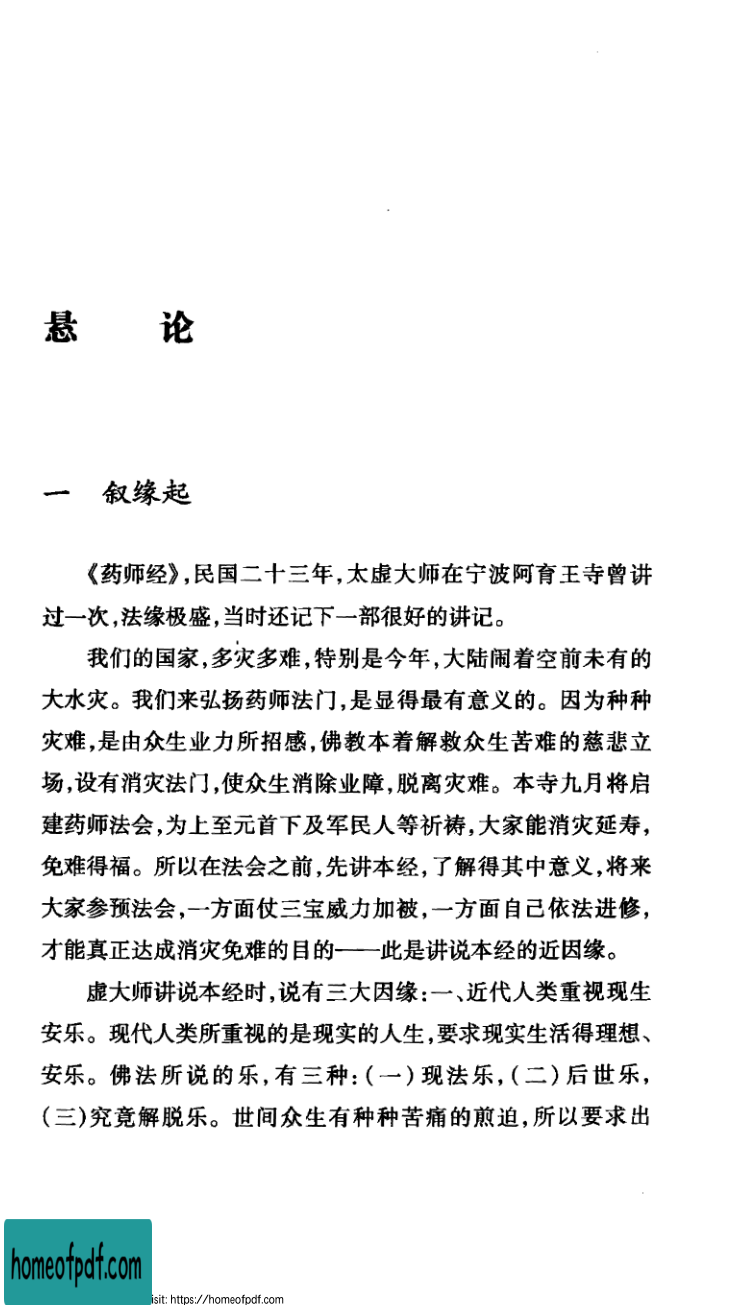 悬 论
一 叙缘起
《药师经》,民国二十三年,太虚大师在宁波阿育王寺曾讲
过一次,法缘极盛,当时还记下一部很好的讲记。
我们的国家,多灾多难,特别是今年,大陆闹着空前未有的
大水灾。我们来弘扬药师法门,是显得最有意义的。因为种种
灾难,是由众生业力所招感,佛教本着解救众生苦难的慈悲立
场,设有消灾法门,使众生消除业障,脱离灾难。本寺九月将启
建药师法会,为上至元首下及军民人等祈祷,大家能消灾延寿,
免难得福。所以在法会之前,先讲本经,了解得其中意义,将来
大家参预法会,一方面仗三宝威力加被,一方面自己依法进修,
才能真正达成消灾免难的目的——此是讲说本经的近因缘。
虚大师讲说本经时,说有三大因缘:一、近代人类重视现生
安乐。现代人类所重视的是现实的人生,要求现实生活得理想、
安乐。佛法所说的乐,有三种:(一)现法乐,(二)后世乐,
(三)究竟解脱乐。世间众生有种种苦痛的煎迫,所以要求出
homeofpdf.com
isit: https://homeofpdf.com